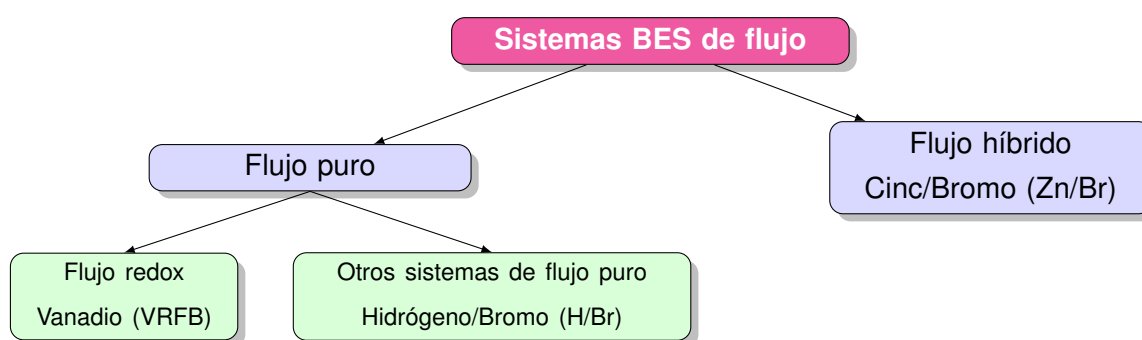 Sistemas BES de flujo
Flujo puro
Flujo híbrido
Cinc/Bromo (Zn/Br)
Flujo redox
Vanadio (VRFB)
Otros sistemas de flujo puro
Hidrógeno/Bromo (H/Br)